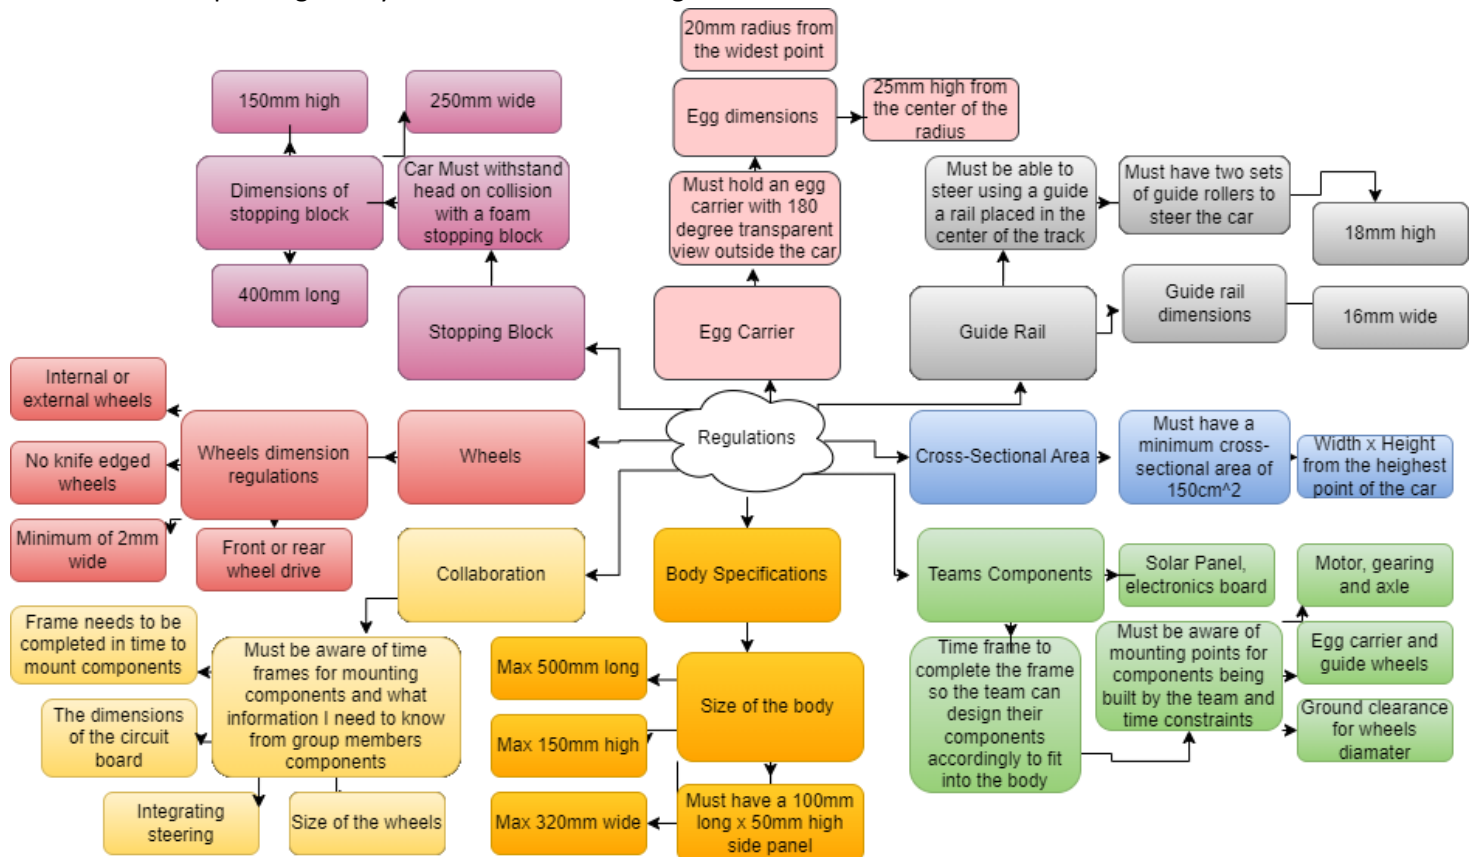 20mm radius from
the widest point
150mm high
250mm wide
Egg dimensions
25mm high from
the center of the
radius
Dimensions of
stopping block
Car Must withstand
head on collision
with a foam
stopping block
Must hold an egg
carrier with 180
degree transparent
view outside the car
Must be able to
steer using a guide
a rail placed in the
center of the track
Must have two sets
of guide rollers to
steer the car
18mm high
400mm long
Stopping Block
Egg Carrier
Guide Rail
Guide rail
dimensions
16mm wide
Internal or
external wheels
No knife edged
wheels
Minimum of 2mm
wide
Wheels dimension
regulations
Front or rear
wheel drive
Wheels
Regulations
Cross-Sectional Area
Must have a
minimum cross-
sectional area of
150cm^2
Width x Height
from the heighest
point of the car
Collaboration
Body Specifications
Teams Components
Solar Panel,
electronics board
Motor, gearing
and axle
Frame needs to be
completed in time to
mount components
The dimensions
of the circuit
board
Must be aware of time
frames for mounting
components and what
information I need to know
from group members
components
Integrating
steering
Size of the wheels
Max 500mm long
Max 150mm high
Max 320mm wide
Size of the body
Must have a 100mm
long x 50mm high
side panel
Time frame to
complete the frame
so the team can
design their
components
accordingly to fit
into the body
Must be aware of
mounting points for
components being
built by the team and
time constraints
Egg carrier and
guide wheels
Ground clearance
for wheels
diamater